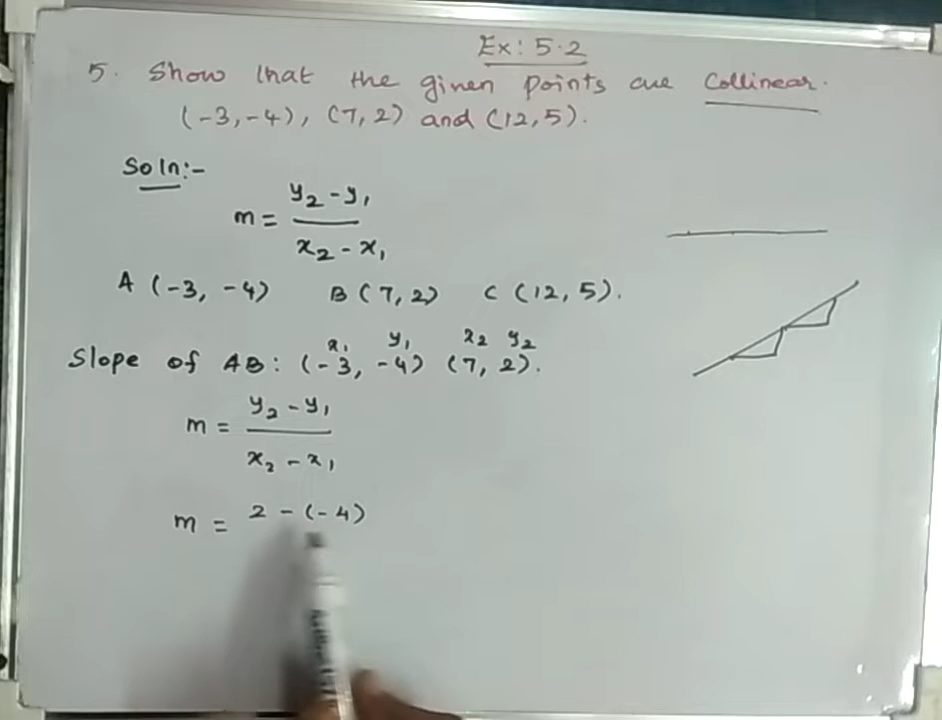 Ex: 5.2
5. Show that the given points are Collinear.
(-3,-4), (7, 2) and (12, 5).
Soln:-
m = y₂ - y₁
x₂ - x₁
A (-3, -4) B (7, 2) C (12, 5).
x₁ y₁ x₂ y₂
Slope of AB: (-3, -4) (7, 2).
m = y₂ - y₁
x₂ - x₁
m = 2 - (-4)